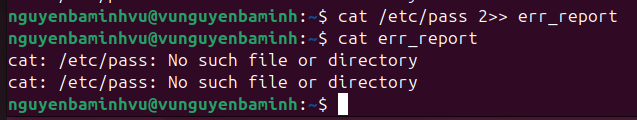 nguyenbaminhvu@vunguyenbaminh:~$ cat /etc/pass 2>> err_report
nguyenbaminhvu@vunguyenbaminh:~$ cat err_report
cat: /etc/pass: No such file or directory
cat: /etc/pass: No such file or directory
nguyenbaminhvu@vunguyenbaminh:~$